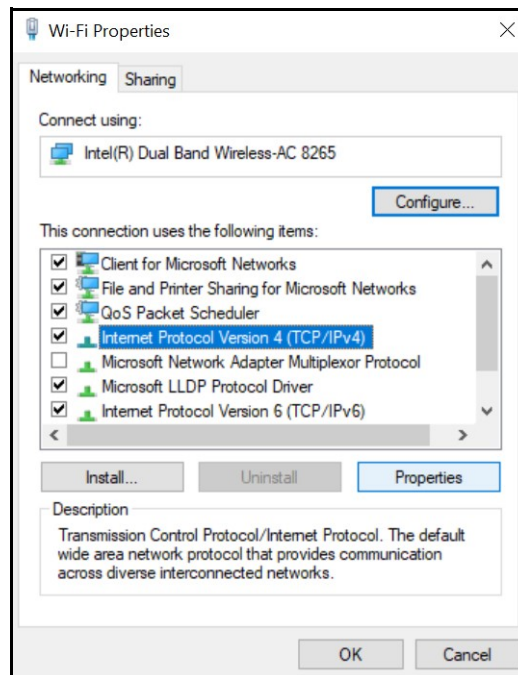 Wi-Fi Properties
Networking
Sharing
Connect using:
Intel(R) Dual Band Wireless-AC 8265
Configure...
This connection uses the following items:
Client for Microsoft Networks
File and Printer Sharing for Microsoft Networks
QoS Packet Scheduler
Internet Protocol Version 4 (TCP/IPv4)
Microsoft Network Adapter Multiplexor Protocol
Microsoft LLDP Protocol Driver
Internet Protocol Version 6 (TCP/IPv6)
Install...
Uninstall
Properties
Description
Transmission Control Protocol/Internet Protocol. The default
wide area network protocol that provides communication
across diverse interconnected networks.
OK
Cancel